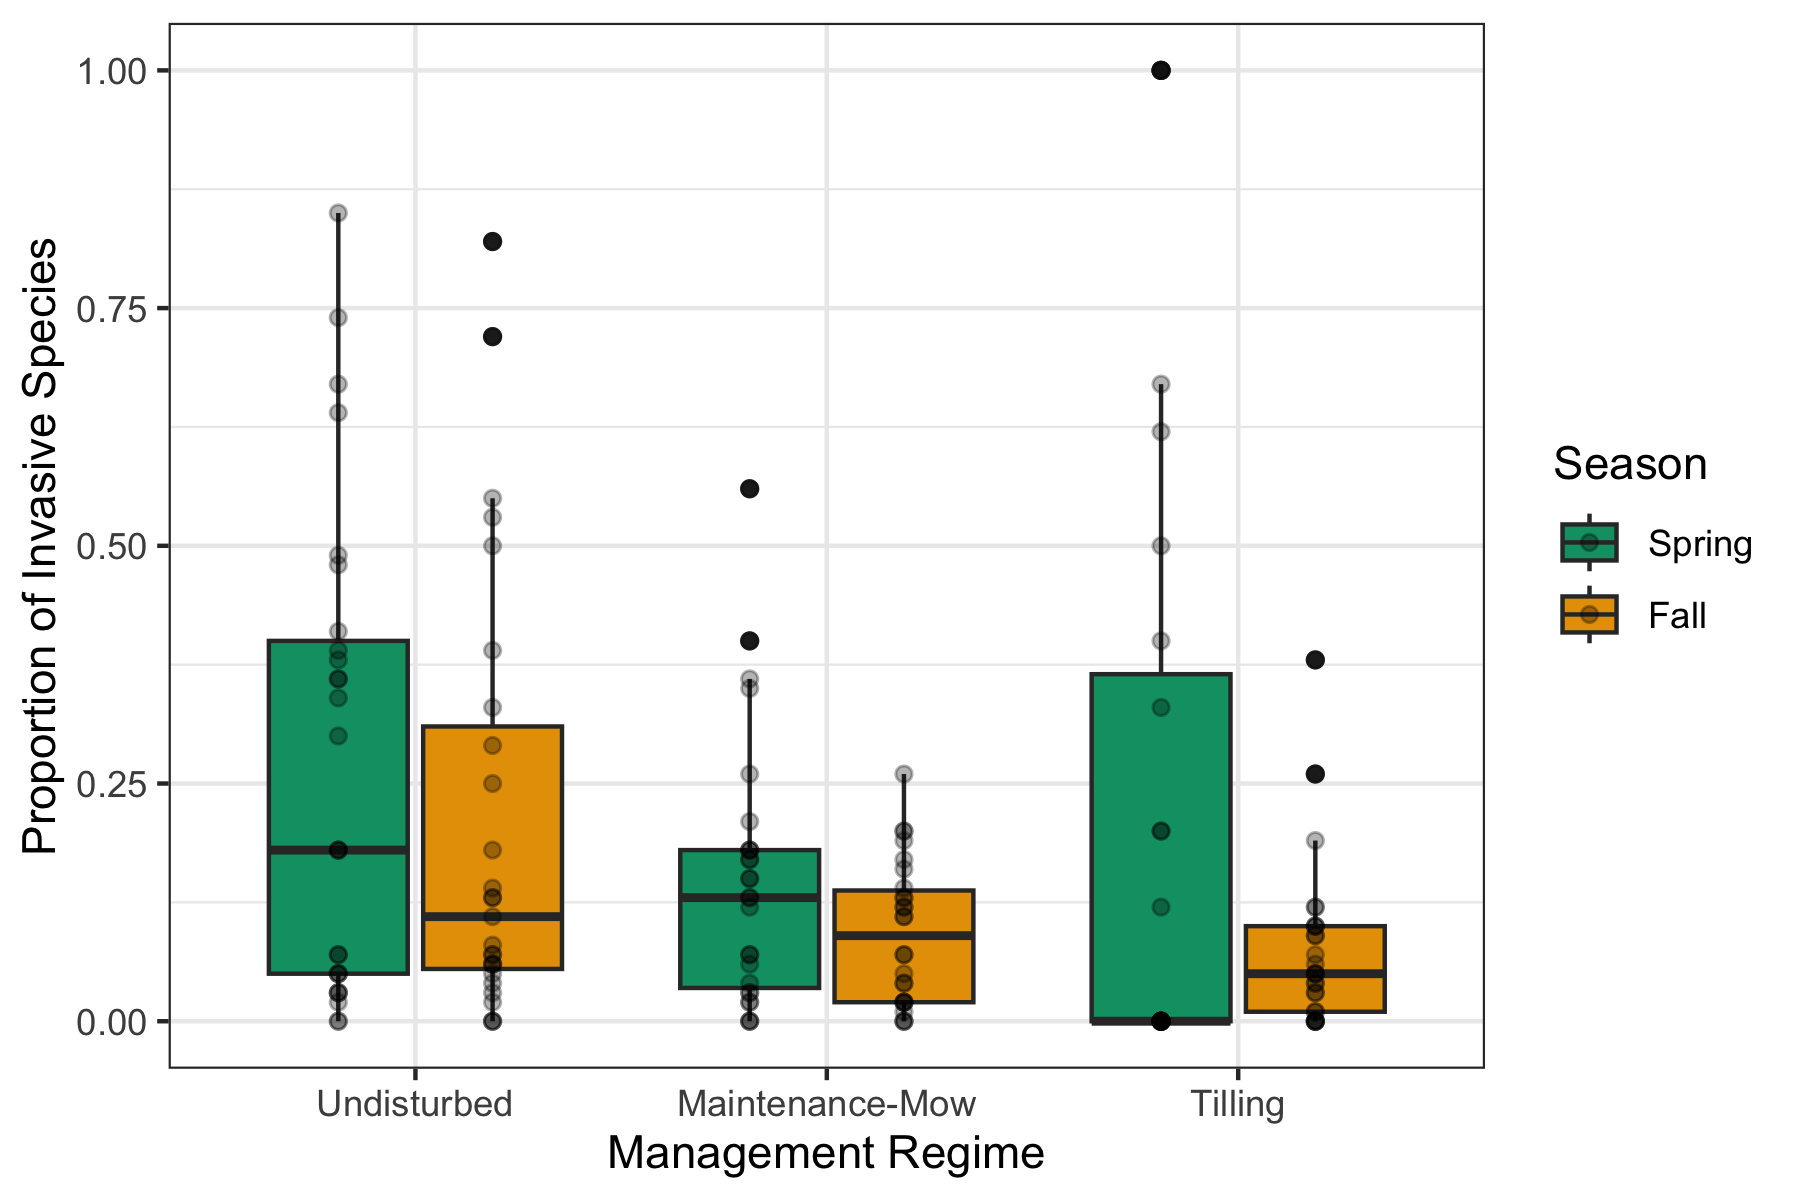 Proportion of Invasive Species
1.00
0.75
0.50
0.25
0.00
Undisturbed
Maintenance-Mow
Tilling
Management Regime
Season
Spring
Fall